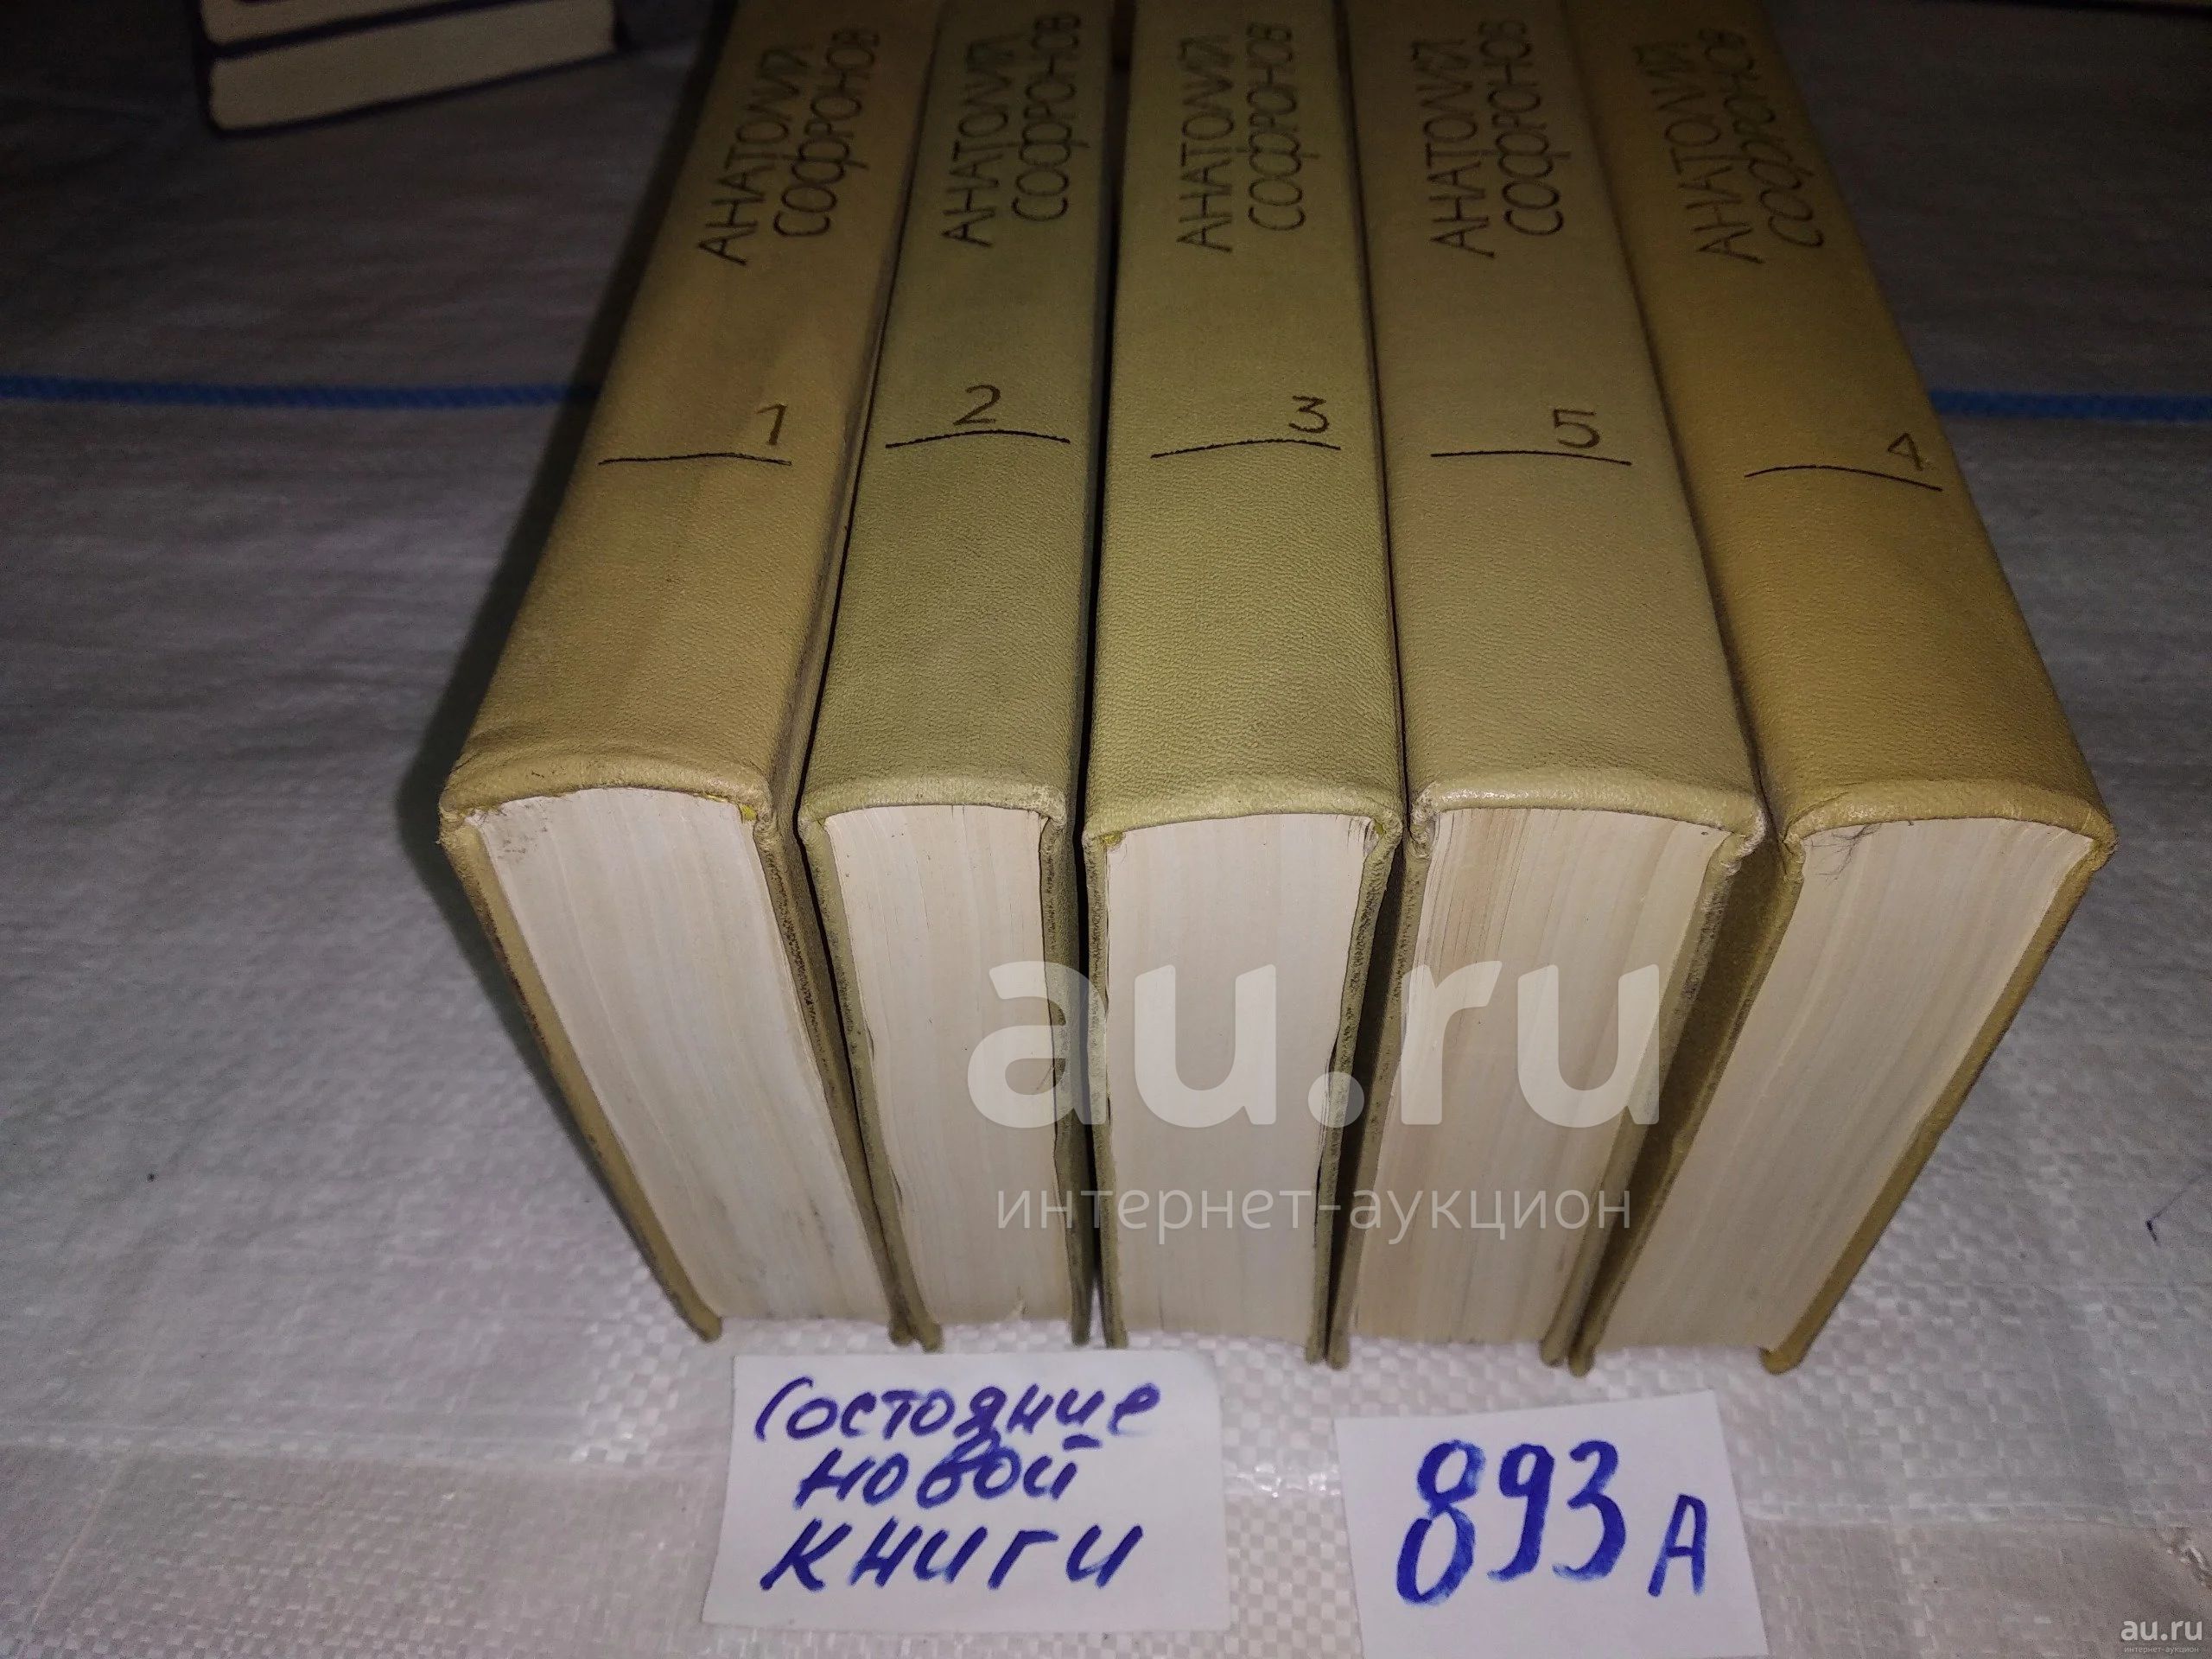 АНАТОЛИЙ
СОФРОНОВ
1
АНАТОЛИЙ
СОФРОНОВ
2
АНАТОЛИЙ
СОФРОНОВ
3
АНАТОЛИЙ
СОФРОНОВ
5
АНАТОЛИЙ
СОФРОНОВ
4
au.ru
интернет-аукцион
Состояние
новой
книги
893А
au.ru
интернет-аукцион